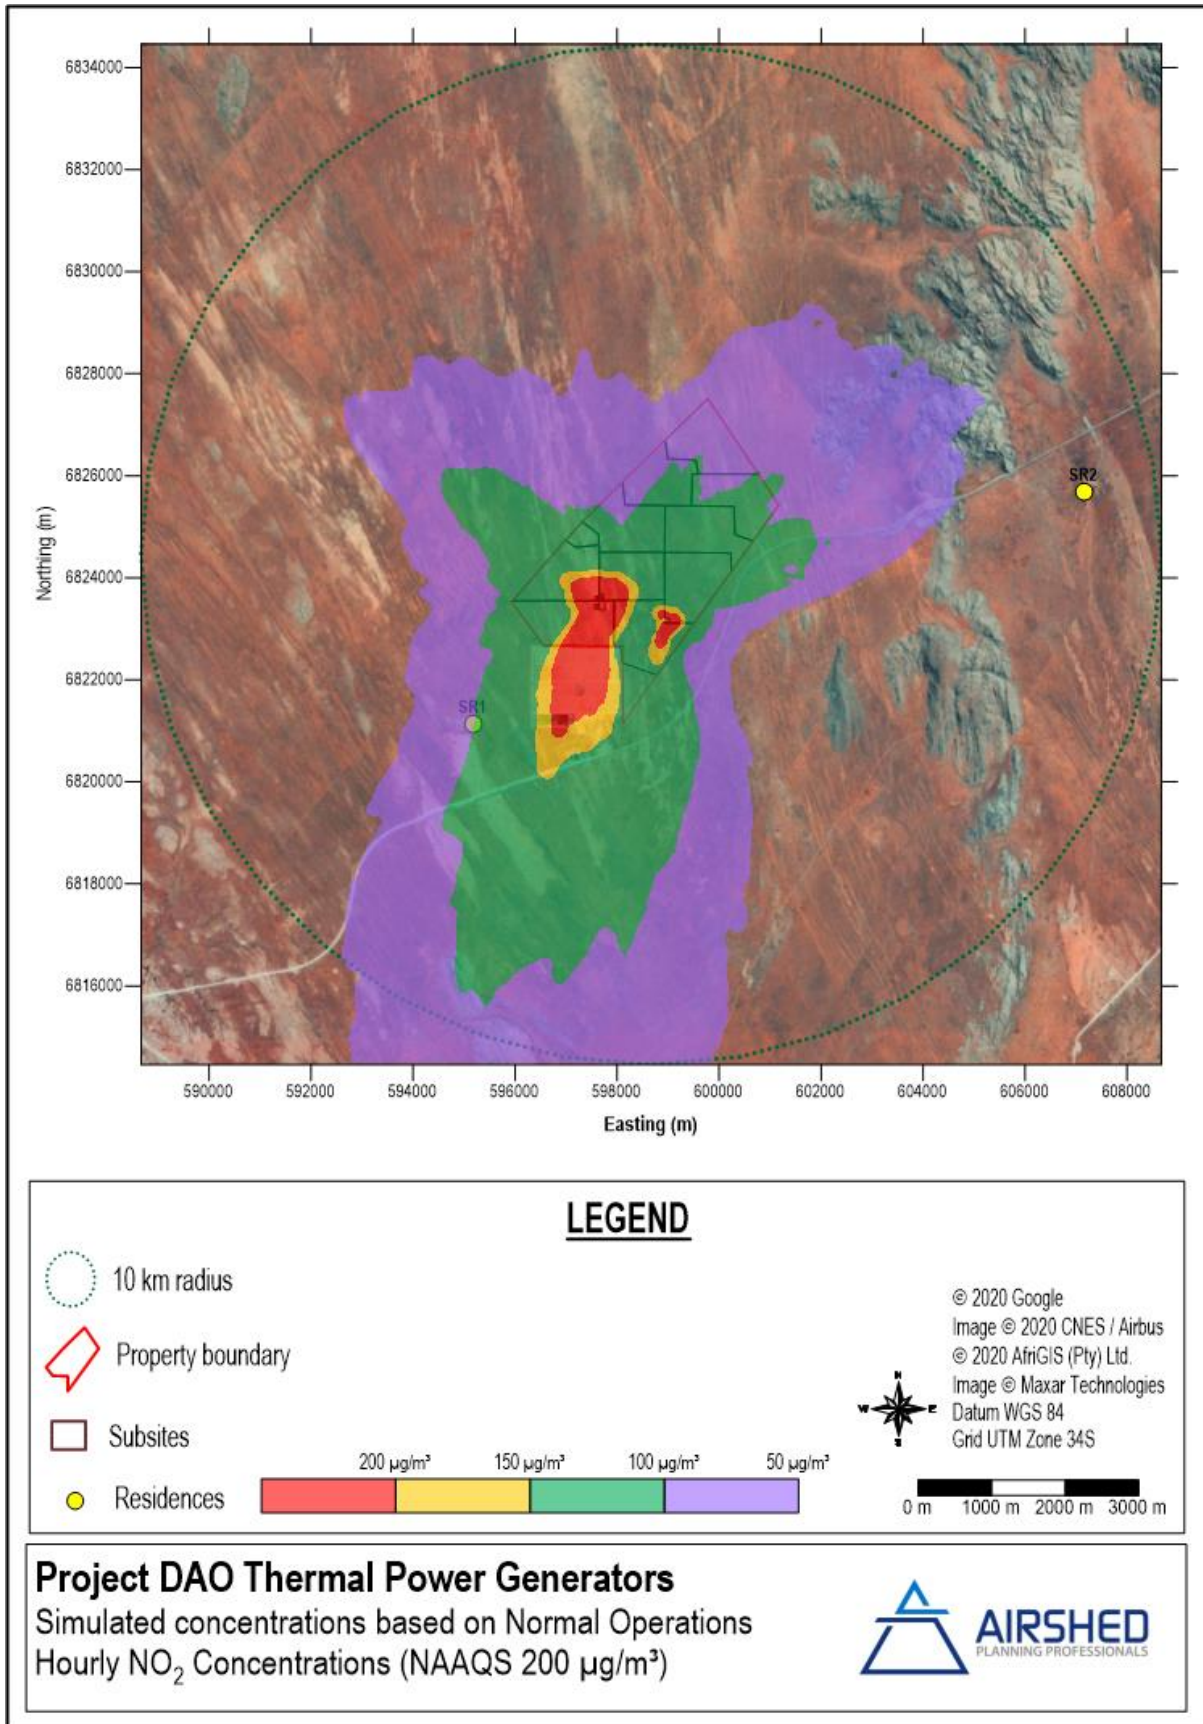 6834000
6832000
6830000
6828000
6826000
6824000
6822000
6820000
6818000
6816000
Northing (m)
SR2
SR1
590000 592000 594000 596000 598000 600000 602000 604000 606000 608000
Easting (m)
LEGEND
10 km radius
Property boundary
Subsites
Residences
200 µg/m³ 150 µg/m³ 100 µg/m³ 50 µg/m³
© 2020 Google
Image © 2020 CNES / Airbus
© 2020 AfriGIS (Pty) Ltd.
Image © Maxar Technologies
Datum WGS 84
Grid UTM Zone 34S
N
W E
S
0 m 1000 m 2000 m 3000 m
Project DAO Thermal Power Generators
Simulated concentrations based on Normal Operations
Hourly NO₂ Concentrations (NAAQS 200 µg/m³)
AIRSHED
PLANNING PROFESSIONALS